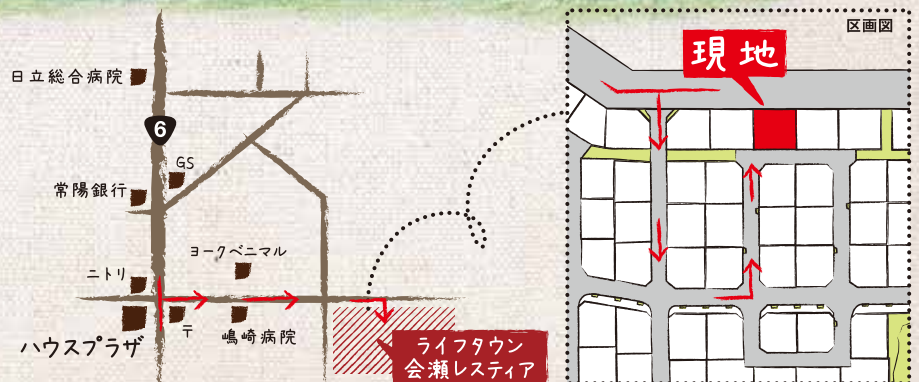 日立総合病院
6
GS
常陽銀行
ヨークベニマル
ニトリ
〒
嶋崎病院
ハウスプラザ
ライフタウン
会瀬レスティア
区画図
現地